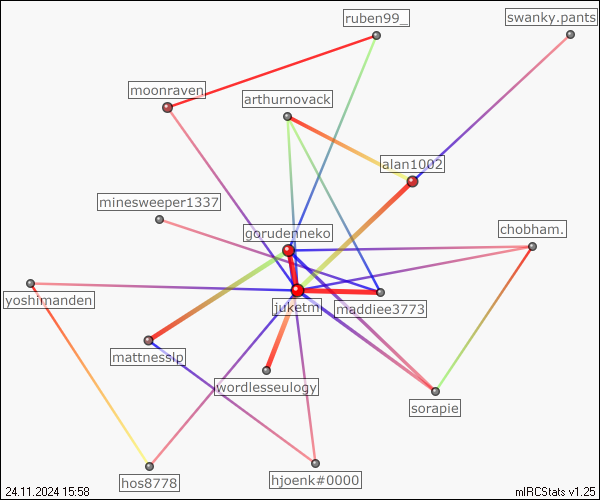 ruben99_
swanky.pants
moonraven
arthurnovack
alan1002
minesweeper1337
gorudenneko
chobham.
yoshimanden
juketmi
maddiee3773
mattnesslp
wordlesseulogy
sorapie
hos8778
hjoenk#0000
24.11.2024 15:58
mIRCStats v1.25